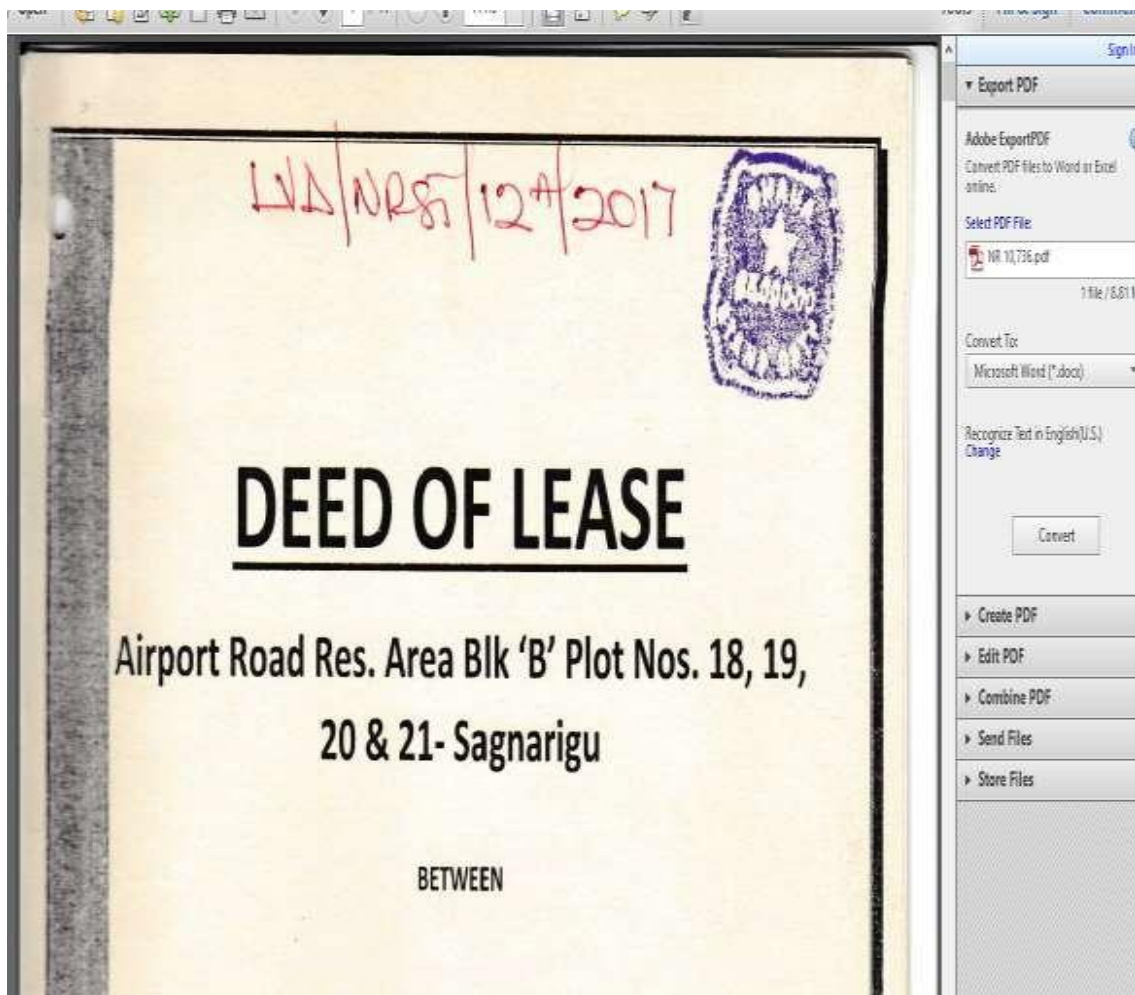 Sign In
▾ Export PDF
Adobe ExportPDF
Convert PDF files to Word or Excel
online.
Select PDF File:
NR 10,736.pdf
1 file / 8.81
Convert To:
Microsoft Word (*.docx)
Recognize Text in English(U.S.)
Change
Convert
▸ Create PDF
▸ Edit PDF
▸ Combine PDF
▸ Send Files
▸ Store Files
LVD/NRST/12A/2017
GHANA
DEED OF LEASE
Airport Road Res. Area Blk ‘B’ Plot Nos. 18, 19,
20 & 21- Sagnarigu
BETWEEN